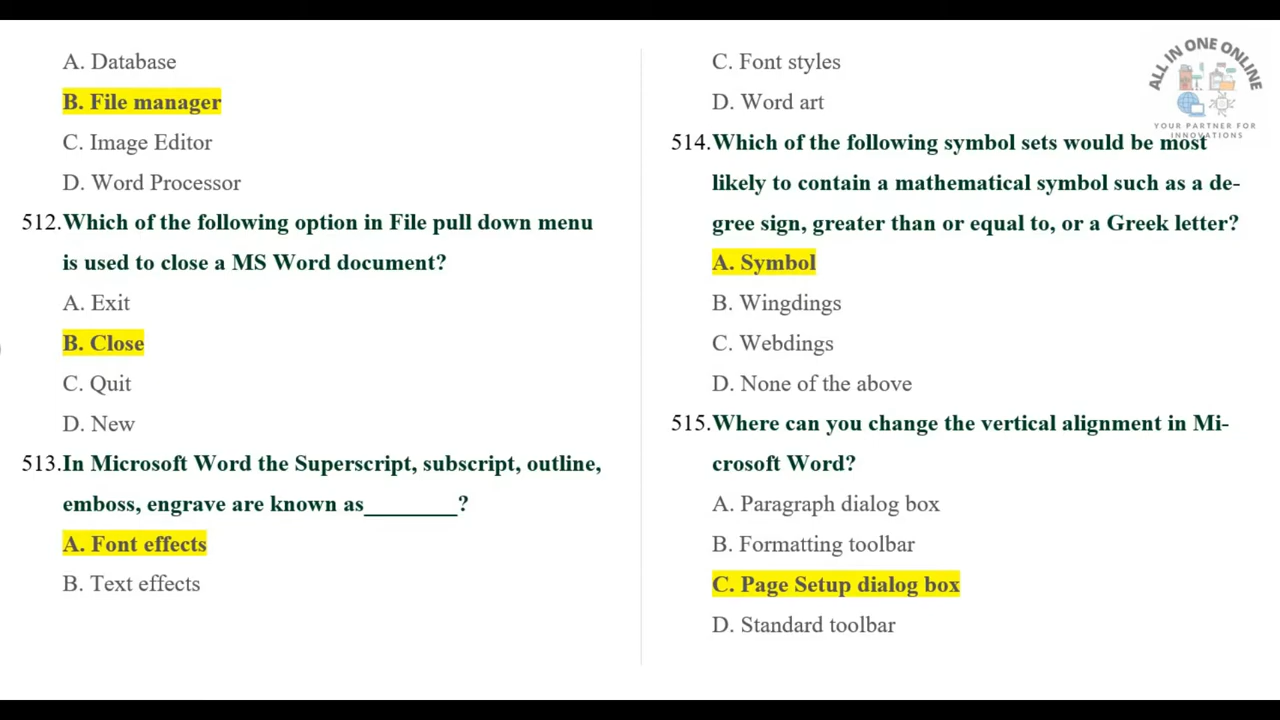 A. Database
B. File manager
C. Image Editor
D. Word Processor
512.Which of the following option in File pull down menu
is used to close a MS Word document?
A. Exit
B. Close
C. Quit
D. New
513.In Microsoft Word the Superscript, subscript, outline,
emboss, engrave are known as________?
A. Font effects
B. Text effects
C. Font styles
D. Word art
514.Which of the following symbol sets would be most
likely to contain a mathematical symbol such as a de-
gree sign, greater than or equal to, or a Greek letter?
A. Symbol
B. Wingdings
C. Webdings
D. None of the above
515.Where can you change the vertical alignment in Mi-
crosoft Word?
A. Paragraph dialog box
B. Formatting toolbar
C. Page Setup dialog box
D. Standard toolbar
ALL IN ONE ONLINE
YOUR PARTNER FOR
INNOVATIONS